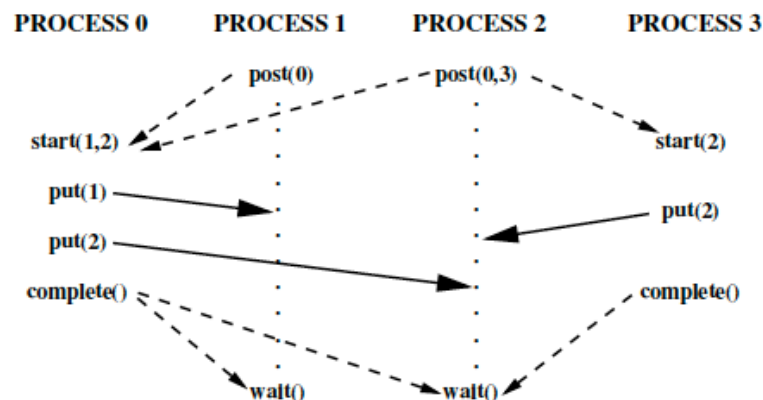 PROCESS 0 PROCESS 1 PROCESS 2 PROCESS 3
post(0) post(0,3)
start(1,2) start(2)
put(1)
put(2)
put(2)
complete() complete()
wait() wait()